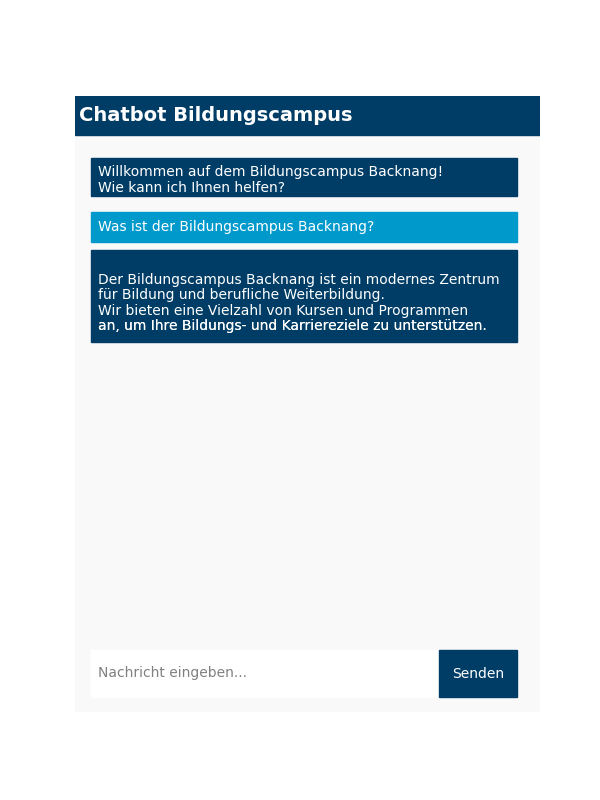 Chatbot Bildungscampus
Willkommen auf dem Bildungscampus Backnang!
Wie kann ich Ihnen helfen?
Was ist der Bildungscampus Backnang?
Der Bildungscampus Backnang ist ein modernes Zentrum
für Bildung und berufliche Weiterbildung.
Wir bieten eine Vielzahl von Kursen und Programmen
an, um Ihre Bildungs- und Karriereziele zu unterstützen.
Nachricht eingeben...
Senden